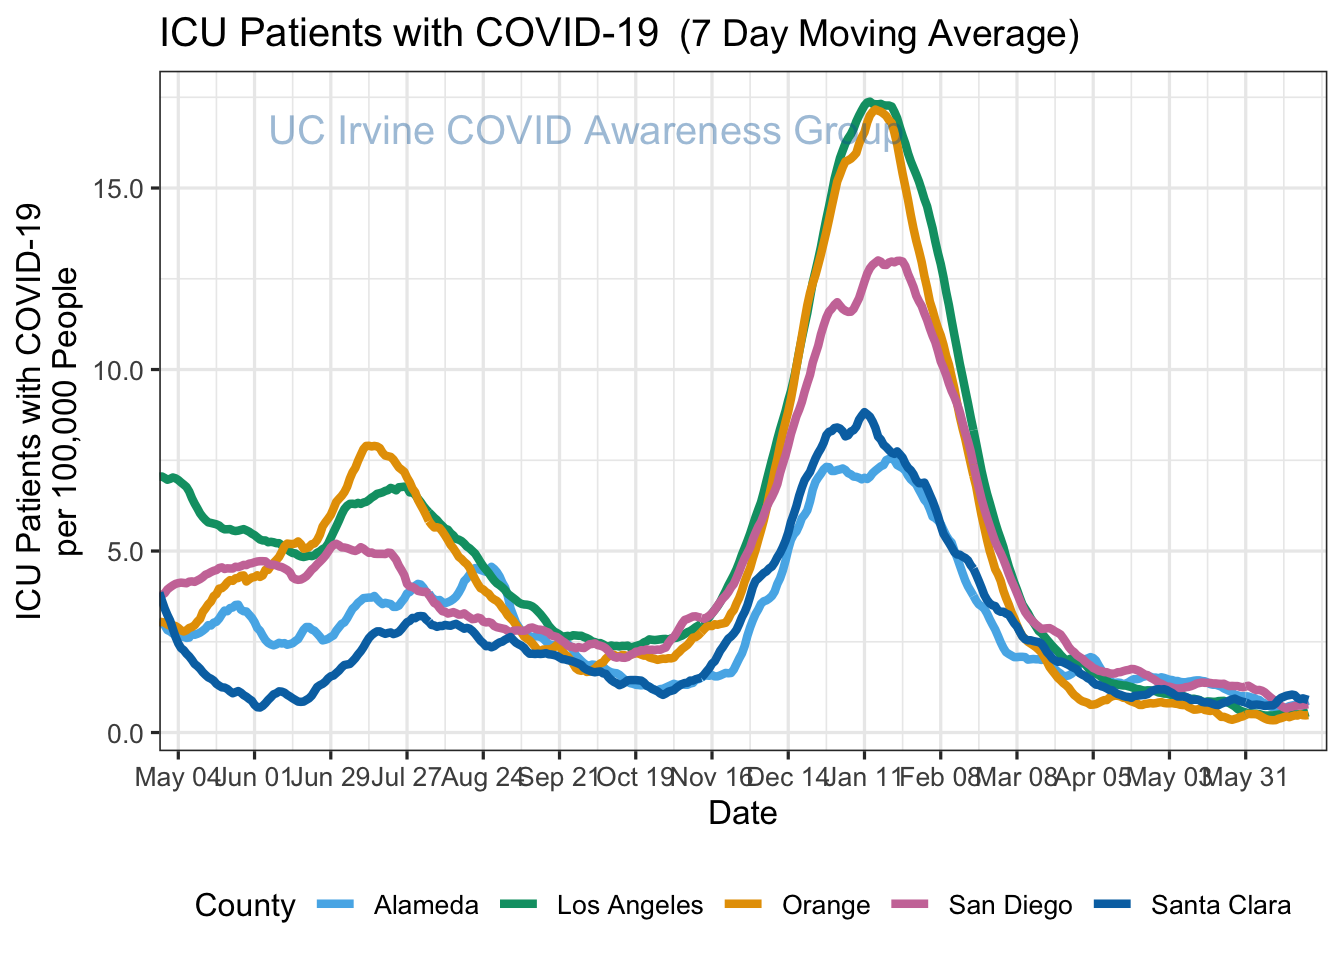 ICU Patients with COVID-19 (7 Day Moving Average)
UC Irvine COVID Awareness Group
ICU Patients with COVID-19
per 100,000 People
15.0
10.0
5.0
0.0
May 04 Jun 01 Jun 29 Jul 27 Aug 24 Sep 21 Oct 19 Nov 16 Dec 14 Jan 11 Feb 08 Mar 08 Apr 05 May 03 May 31
Date
County Alameda Los Angeles Orange San Diego Santa Clara